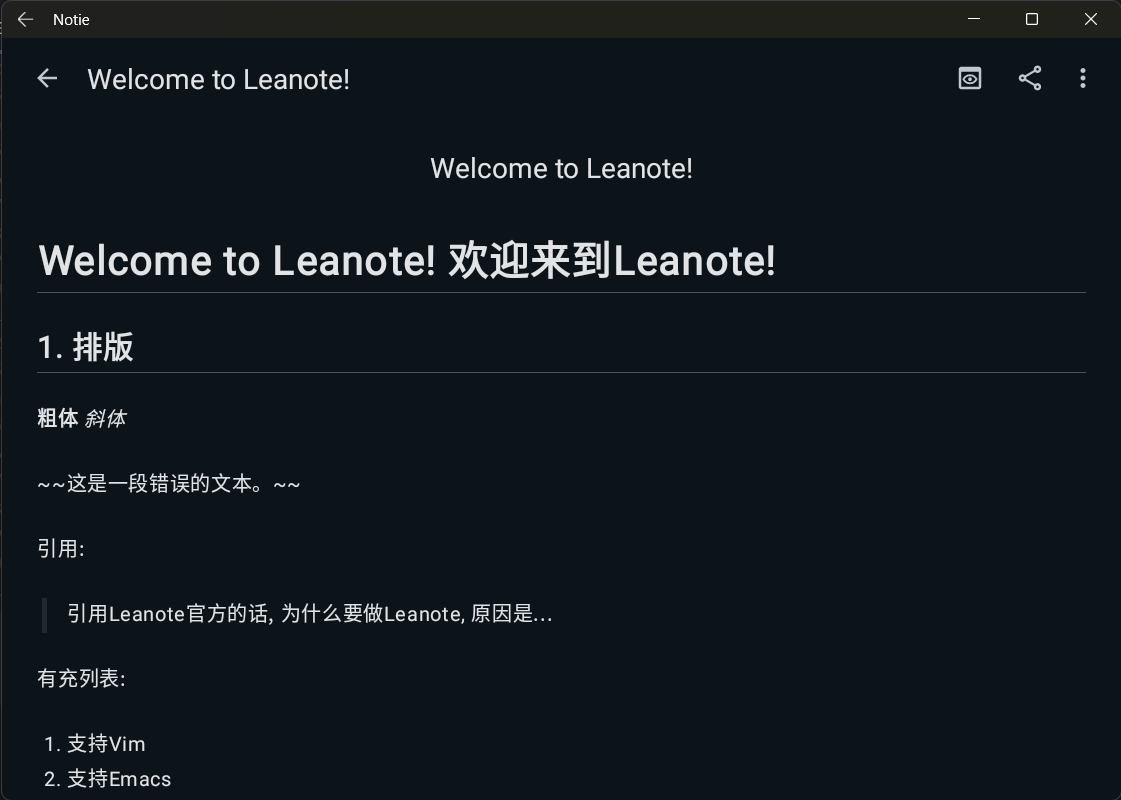 Notie
Welcome to Leanote!
Welcome to Leanote!
Welcome to Leanote! 欢迎来到Leanote!
1. 排版
粗体 斜体
~~这是一段错误的文本。~~
引用:
引用Leanote官方的话, 为什么要做Leanote, 原因是...
有充列表:
1. 支持Vim
2. 支持Emacs